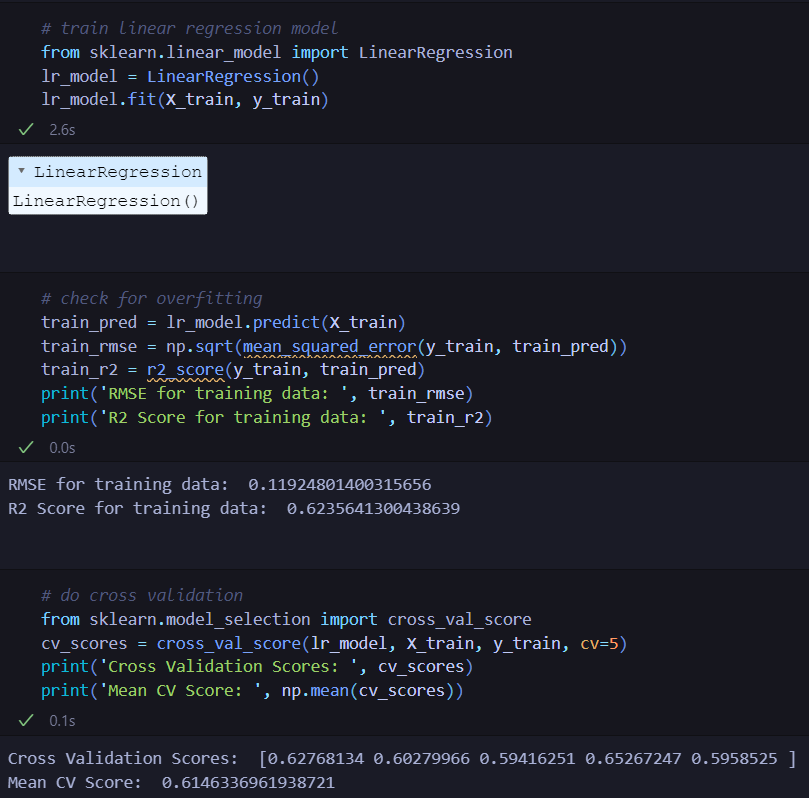 # train linear regression model
from sklearn.linear_model import LinearRegression
lr_model = LinearRegression()
lr_model.fit(X_train, y_train)
2.6s
LinearRegression
LinearRegression()
# check for overfitting
train_pred = lr_model.predict(X_train)
train_rmse = np.sqrt(mean_squared_error(y_train, train_pred))
train_r2 = r2_score(y_train, train_pred)
print('RMSE for training data: ', train_rmse)
print('R2 Score for training data: ', train_r2)
0.0s
RMSE for training data:  0.11924801400315656
R2 Score for training data:  0.6235641300438639
# do cross validation
from sklearn.model_selection import cross_val_score
cv_scores = cross_val_score(lr_model, X_train, y_train, cv=5)
print('Cross Validation Scores: ', cv_scores)
print('Mean CV Score: ', np.mean(cv_scores))
0.1s
Cross Validation Scores:  [0.62768134 0.60279966 0.59416251 0.65267247 0.5958525 ]
Mean CV Score:  0.6146336961938721